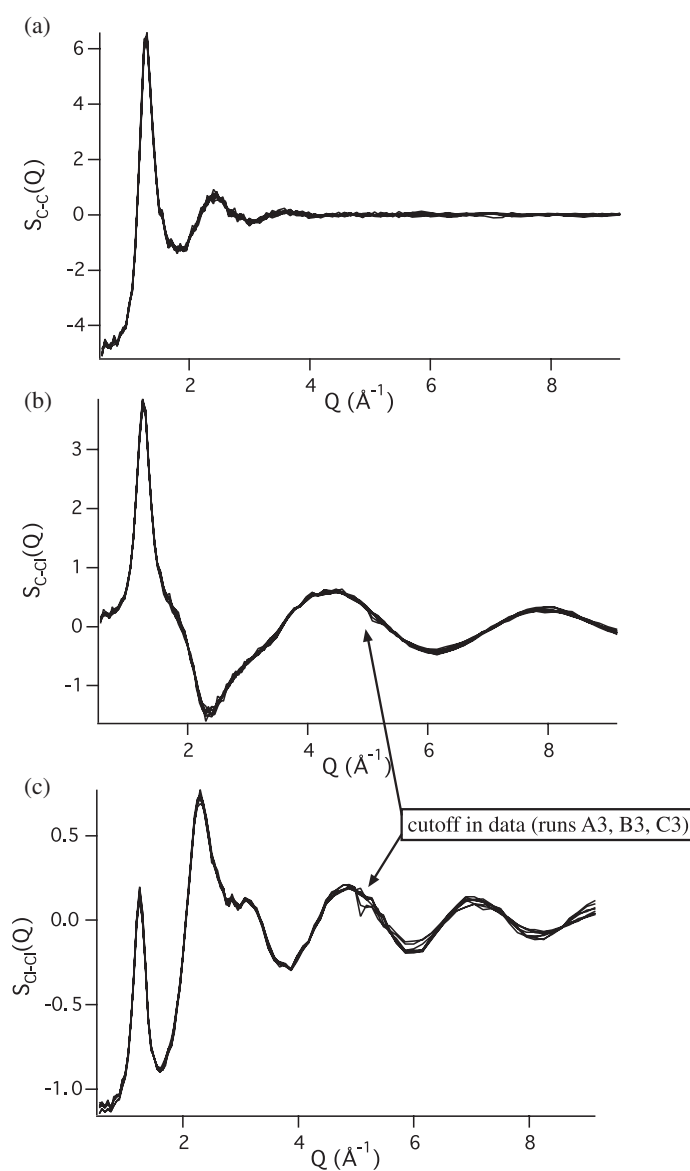 (a)
6
4
2
0
-2
-4
S_C-C(Q)
2
4
6
8
Q (Å⁻¹)
(b)
3
2
1
0
-1
S_C-Cl(Q)
2
4
6
8
Q (Å⁻¹)
(c)
cutoff in data (runs A3, B3, C3)
0.5
0.0
-0.5
-1.0
S_Cl-Cl(Q)
2
4
6
8
Q (Å⁻¹)